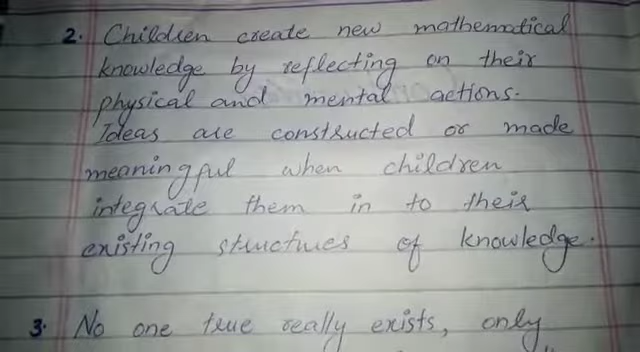 2. Children create new mathematical
knowledge by reflecting on their
physical and mental actions.
Ideas are constructed or made
meaningful when children
integrate them in to their
existing structures of knowledge.
3. No one true really exists, only